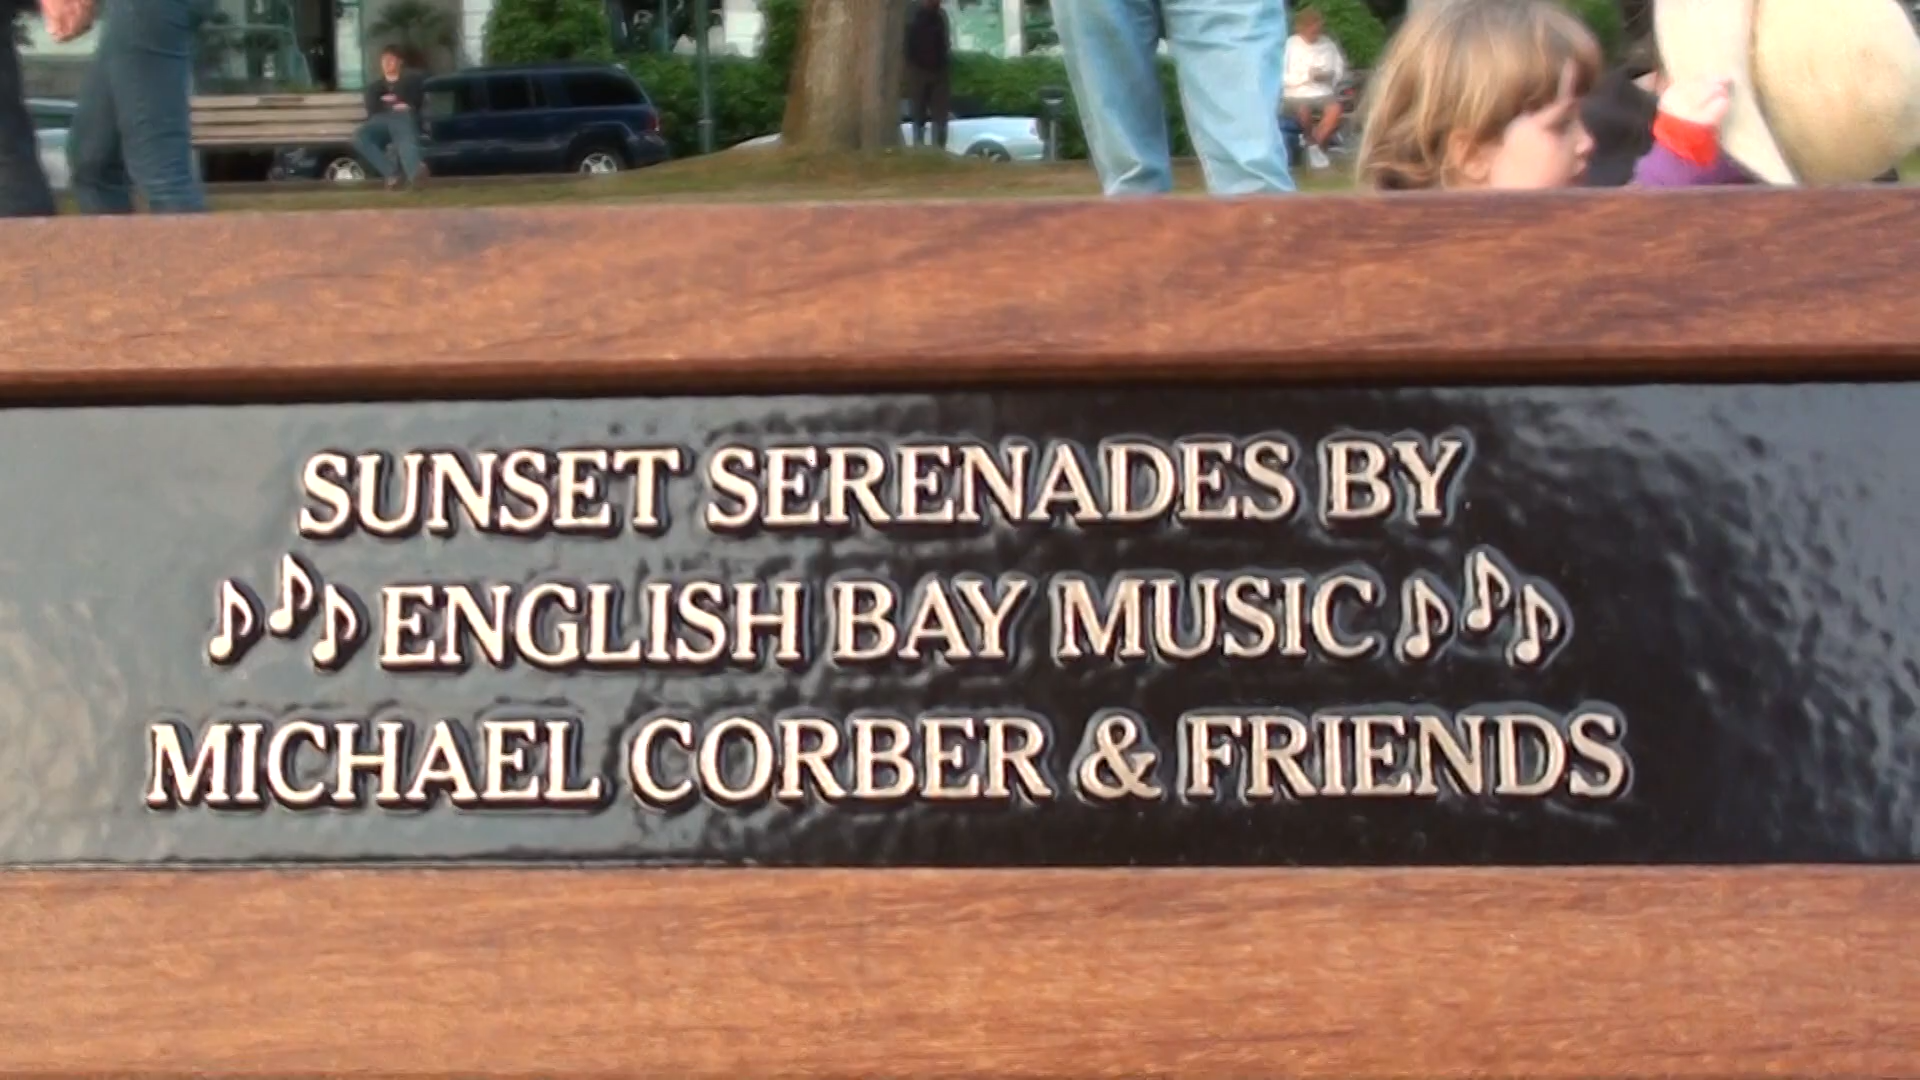 SUNSET SERENADES BY
♪♪♪ ENGLISH BAY MUSIC ♪♪♪
MICHAEL CORBER & FRIENDS